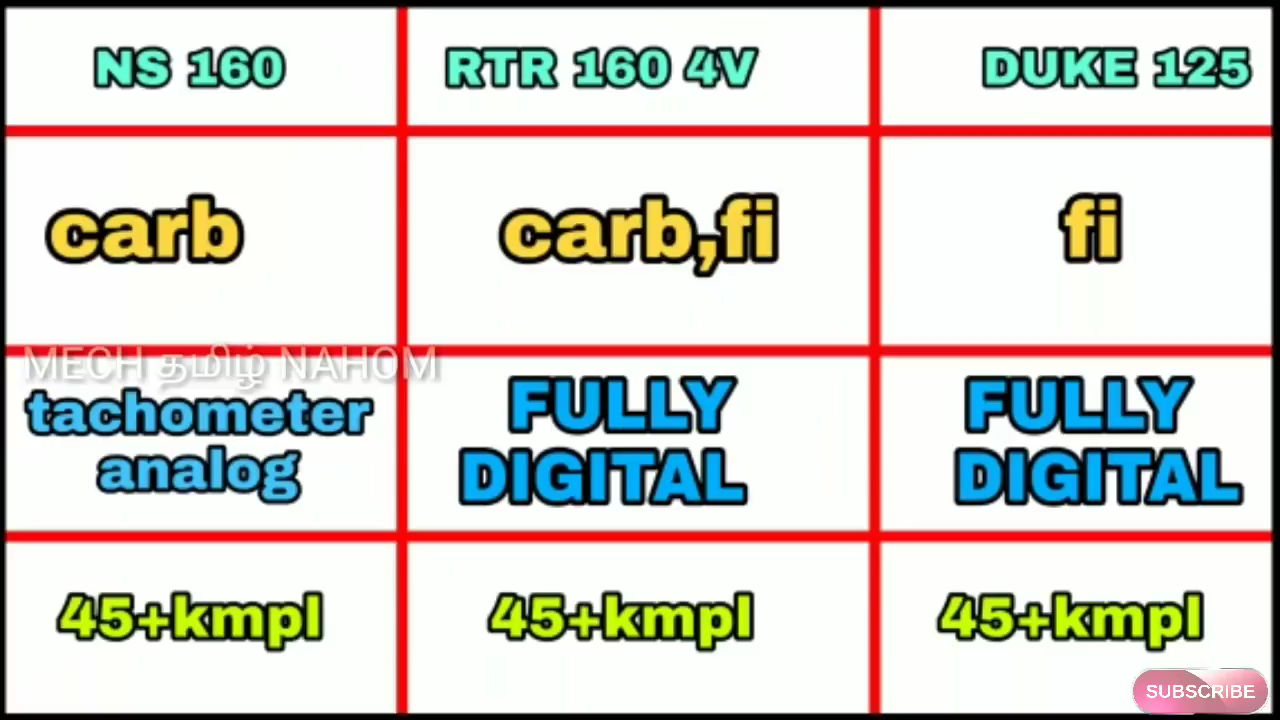 NS 160
RTR 160 4V
DUKE 125
carb
carb,fi
fi
MECH தமிழ் NAHOM
tachometer
analog
FULLY
DIGITAL
FULLY
DIGITAL
45+kmpl
45+kmpl
45+kmpl
SUBSCRIBE